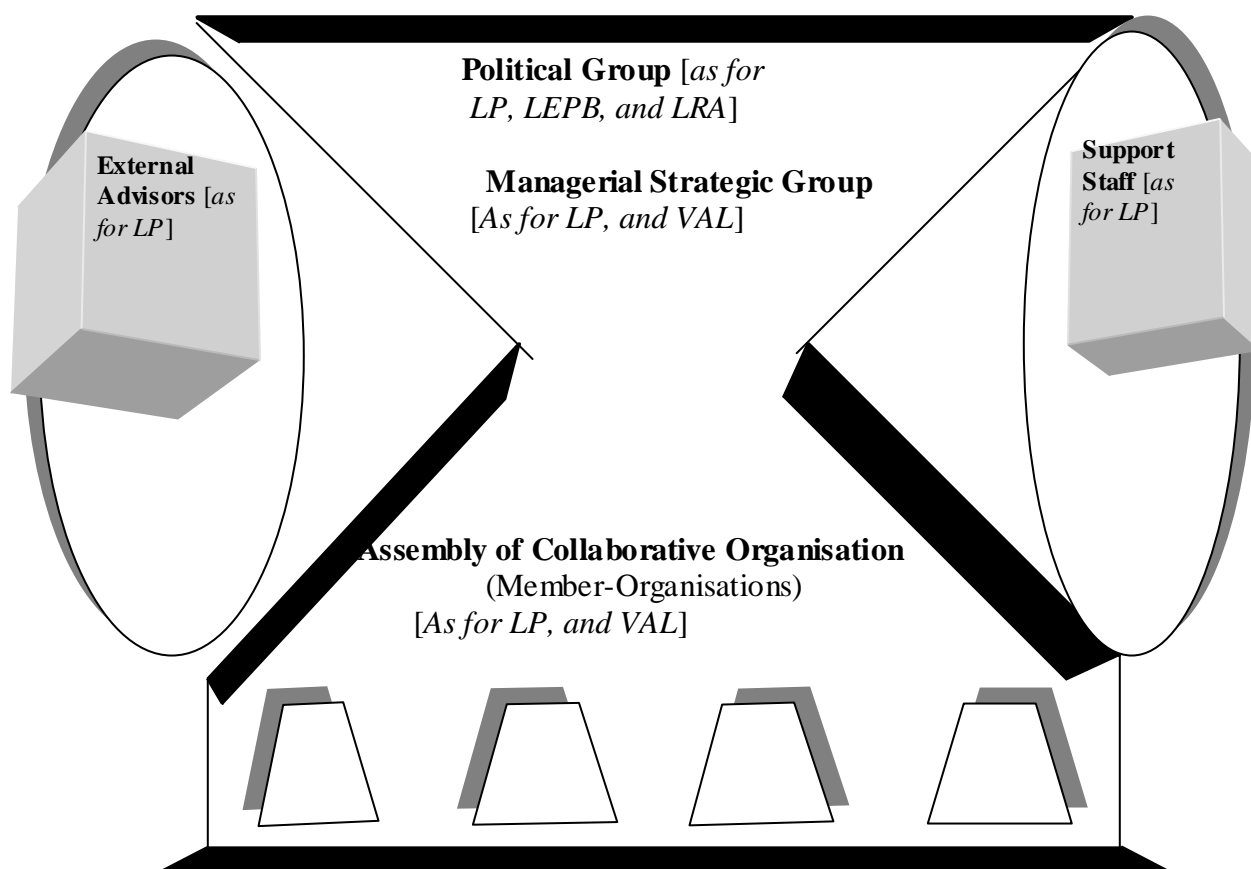 Political Group [as for
LP, LEPB, and LRA]
External
Advisors [as
for LP]
Support
Staff [as
for LP]
Managerial Strategic Group
[As for LP, and VAL]
Assembly of Collaborative Organisation
(Member-Organisations)
[As for LP, and VAL]